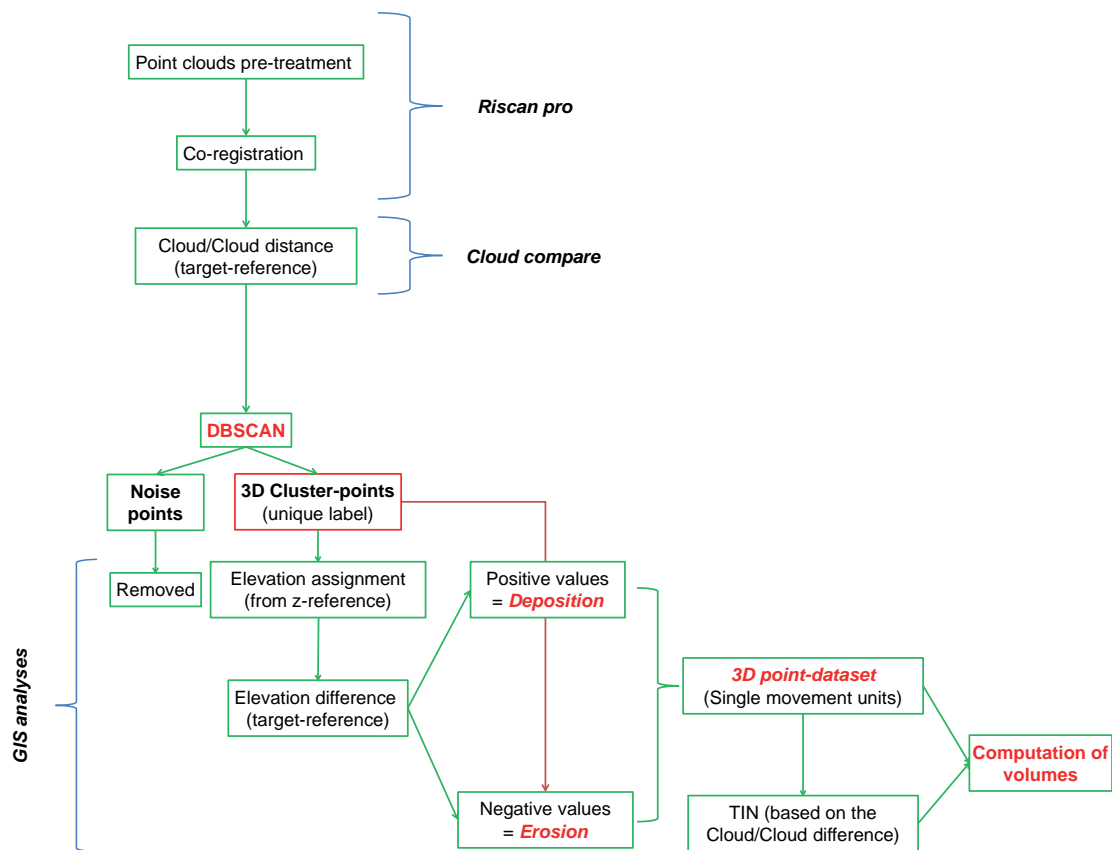 Point clouds pre-treatment
Riscan pro
Co-registration
Cloud/Cloud distance
(target-reference)
Cloud compare
DBSCAN
Noise
points
3D Cluster-points
(unique label)
Removed
Elevation assignment
(from z-reference)
Positive values
= Deposition
GIS analyses
Elevation difference
(target-reference)
3D point-dataset
(Single movement units)
Computation of
volumes
Negative values
= Erosion
TIN (based on the
Cloud/Cloud difference)